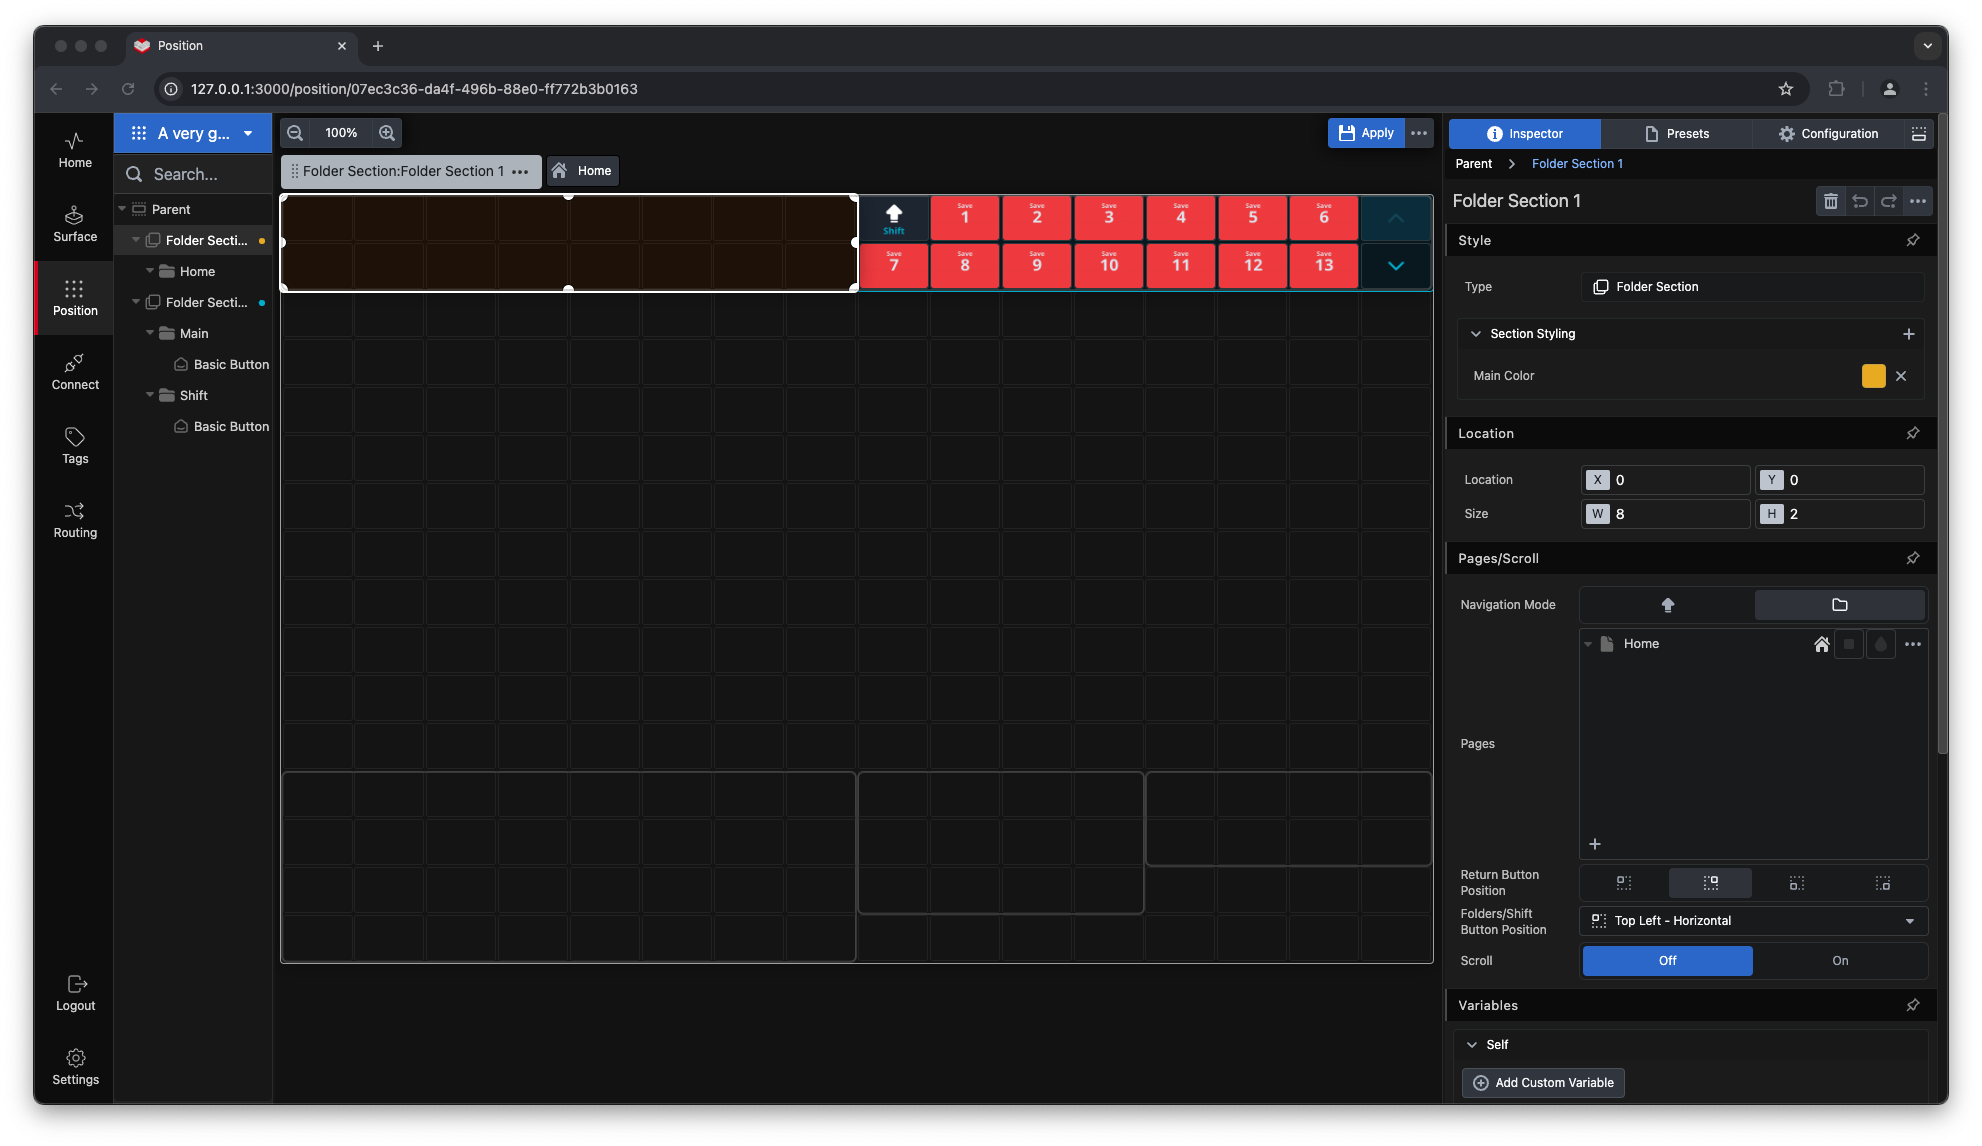 Position
127.0.0.1:3000/position/07ec3c36-da4f-496b-88e0-ff772b3b0163
Home
Surface
Position
Connect
Tags
Routing
Logout
Settings
A very g...
Search...
Parent
Folder Secti...
Home
Folder Secti...
Main
Basic Button
Shift
Basic Button
100%
Apply
Folder Section:Folder Section 1
Home
Shift
Save 1
Save 2
Save 3
Save 4
Save 5
Save 6
Save 7
Save 8
Save 9
Save 10
Save 11
Save 12
Save 13
Inspector
Presets
Configuration
Parent
Folder Section 1
Folder Section 1
Style
Type
Folder Section
Section Styling
Main Color
Location
Location
X 0
Y 0
Size
W 8
H 2
Pages/Scroll
Navigation Mode
Home
Pages
Return Button
Position
Folders/Shift
Button Position
Top Left - Horizontal
Scroll
Off
On
Variables
Self
Add Custom Variable